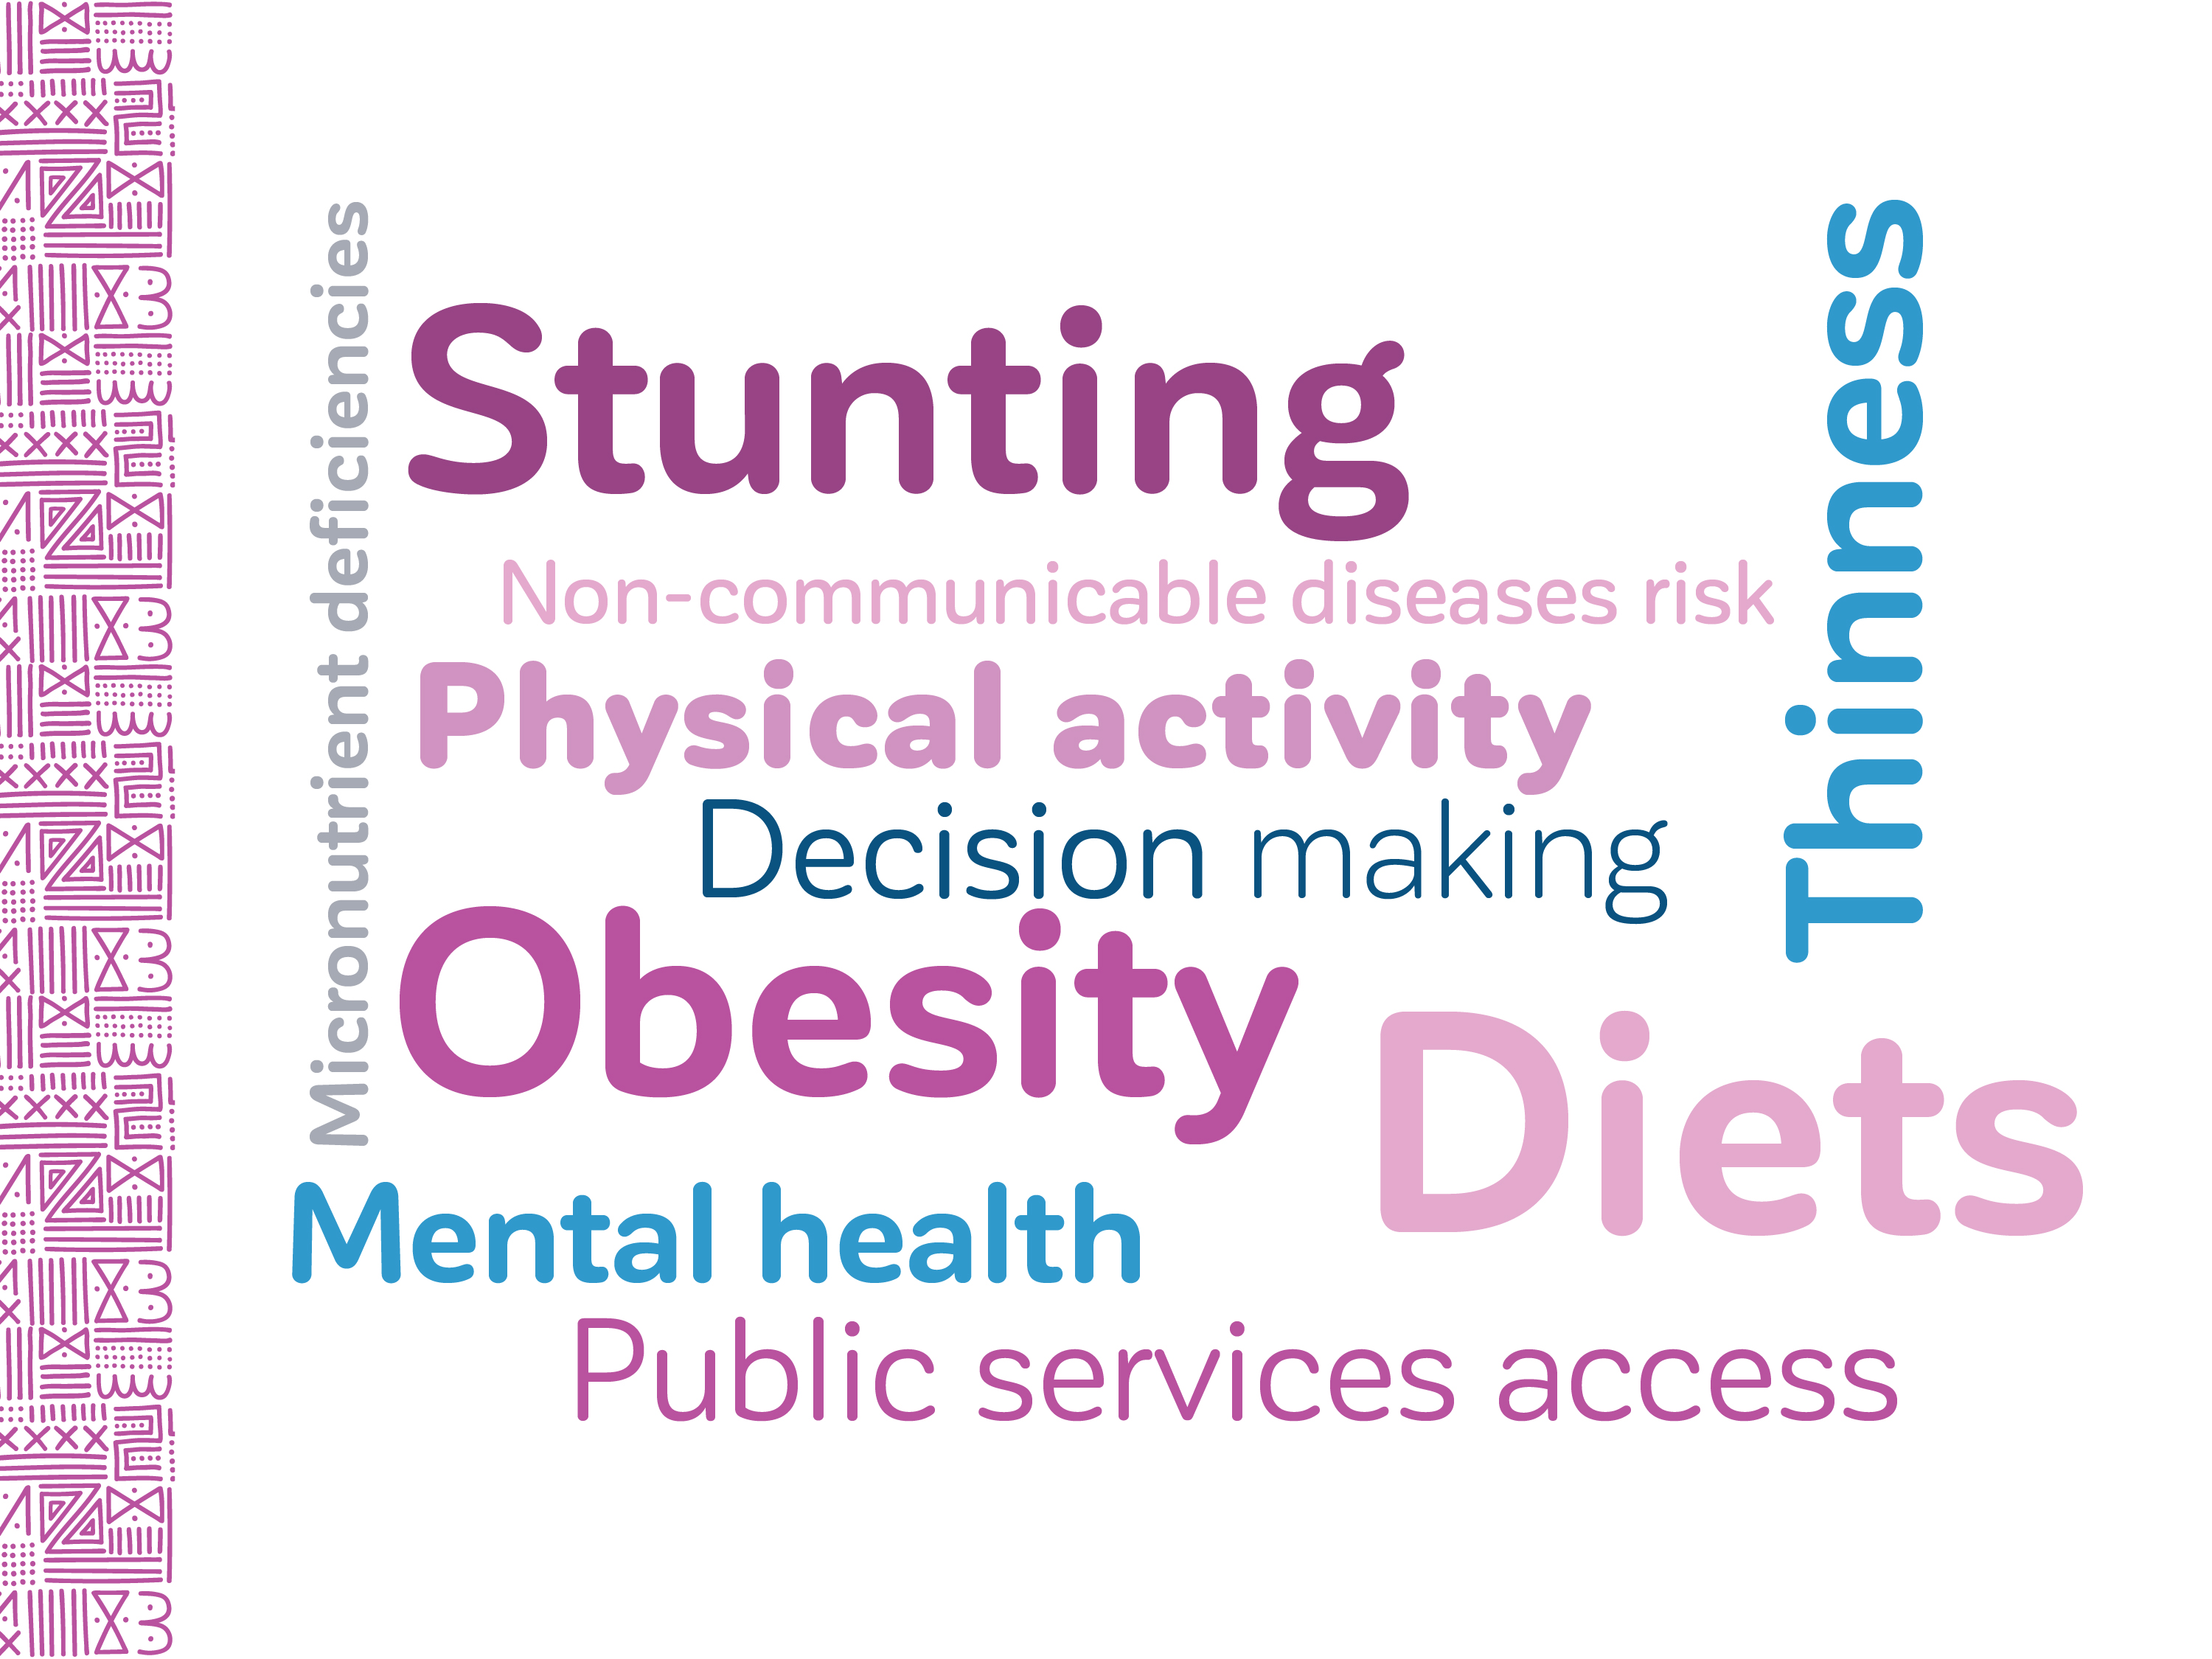 Micronutrient deficiencies
Stunting
Thinness
Non-communicable diseases risk
Physical activity
Decision making
Obesity
Diets
Mental health
Public services access